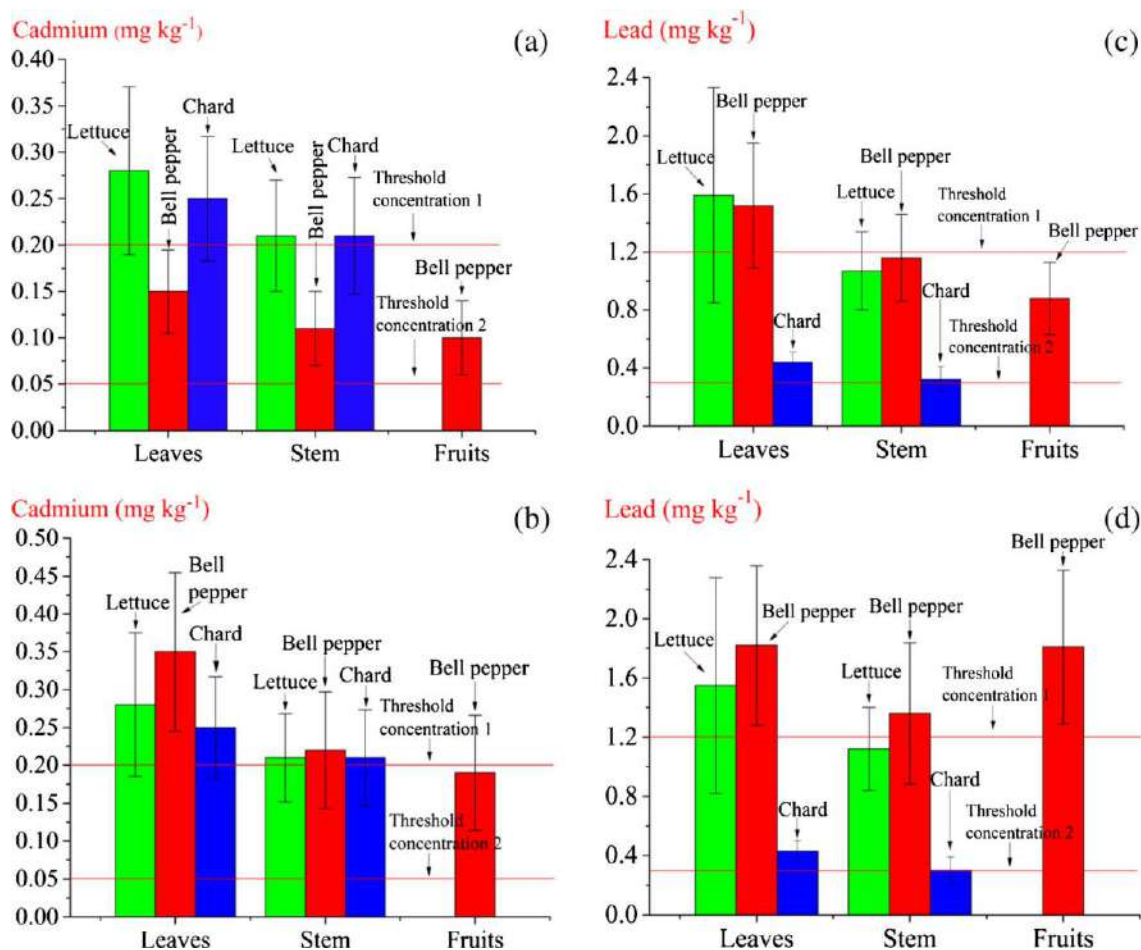 Cadmium (mg kg⁻¹)
(a)
0.40
0.35
0.30
0.25
0.20
0.15
0.10
0.05
0.00
Lettuce
Bell pepper
Chard
Lettuce
Bell pepper
Chard
Threshold
concentration 1
Bell pepper
Threshold
concentration 2
Leaves
Stem
Fruits
Lead (mg kg⁻¹)
(c)
2.4
2.0
1.6
1.2
0.8
0.4
0.0
Lettuce
Bell pepper
Chard
Lettuce
Bell pepper
Chard
Threshold
concentration 1
Bell pepper
Threshold
concentration 2
Leaves
Stem
Fruits
Cadmium (mg kg⁻¹)
(b)
0.50
0.45
0.40
0.35
0.30
0.25
0.20
0.15
0.10
0.05
0.00
Lettuce
Bell
pepper
Chard
Lettuce
Bell pepper
Chard
Threshold
concentration 1
Bell pepper
Threshold
concentration 2
Leaves
Stem
Fruits
Lead (mg kg⁻¹)
(d)
2.4
2.0
1.6
1.2
0.8
0.4
0.0
Lettuce
Bell pepper
Chard
Lettuce
Bell pepper
Chard
Threshold
concentration 1
Bell pepper
Threshold
concentration 2
Leaves
Stem
Fruits